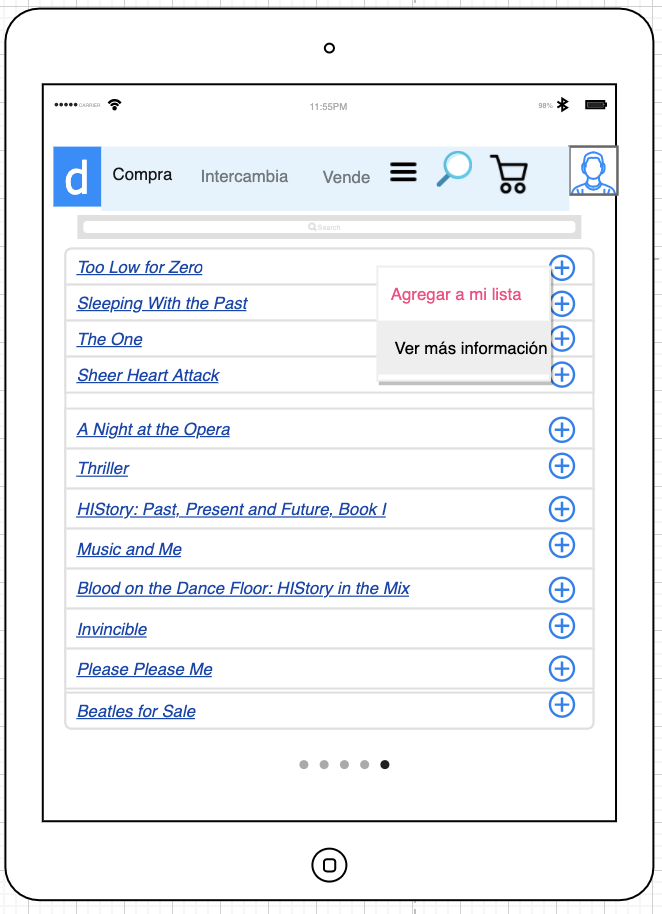 CARRIER
11:55PM
98%
d
Compra
Intercambia
Vende
Search
Too Low for Zero
Agregar a mi lista
Sleeping With the Past
The One
Ver más información
Sheer Heart Attack
A Night at the Opera
Thriller
HIStory: Past, Present and Future, Book I
Music and Me
Blood on the Dance Floor: HIStory in the Mix
Invincible
Please Please Me
Beatles for Sale